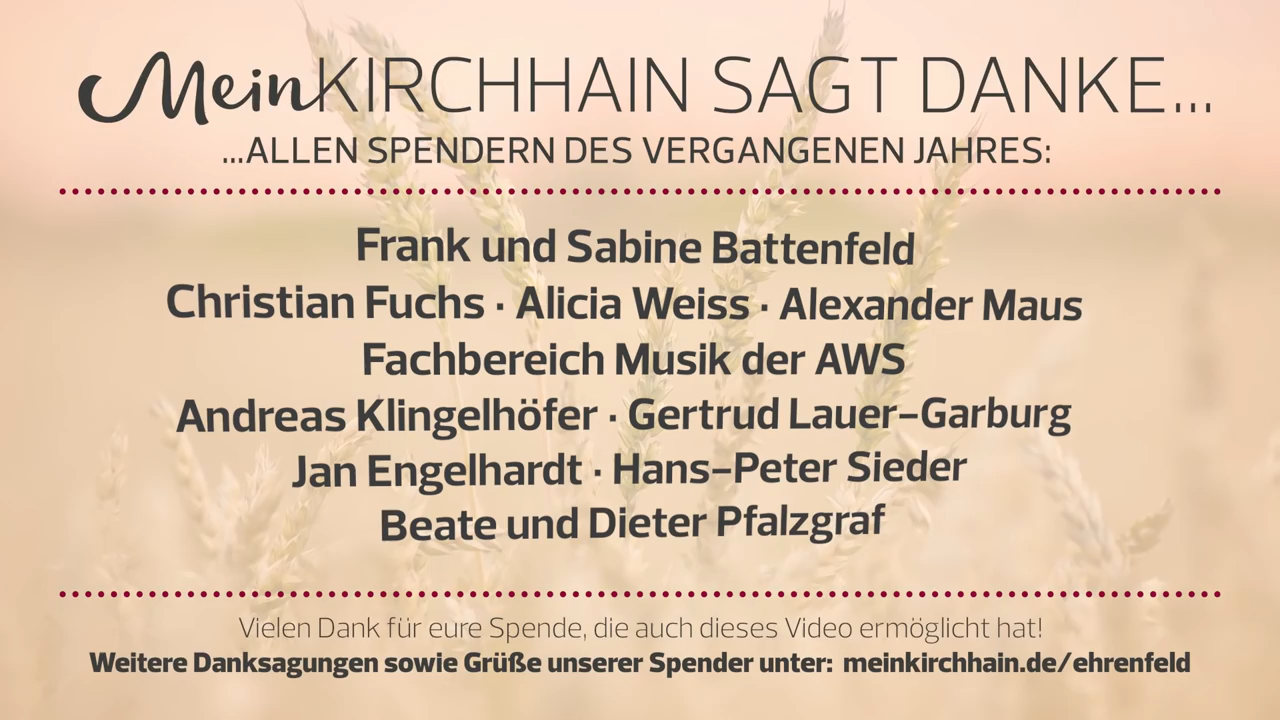 MeinKIRCHHAIN SAGT DANKE...
...ALLEN SPENDERN DES VERGANGENEN JAHRES:
Frank und Sabine Battenfeld
Christian Fuchs · Alicia Weiss · Alexander Maus
Fachbereich Musik der AWS
Andreas Klingelhöfer · Gertrud Lauer-Garburg
Jan Engelhardt · Hans-Peter Sieder
Beate und Dieter Pfalzgraf
Vielen Dank für eure Spende, die auch dieses Video ermöglicht hat!
Weitere Danksagungen sowie Grüße unserer Spender unter: meinkirchhain.de/ehrenfeld